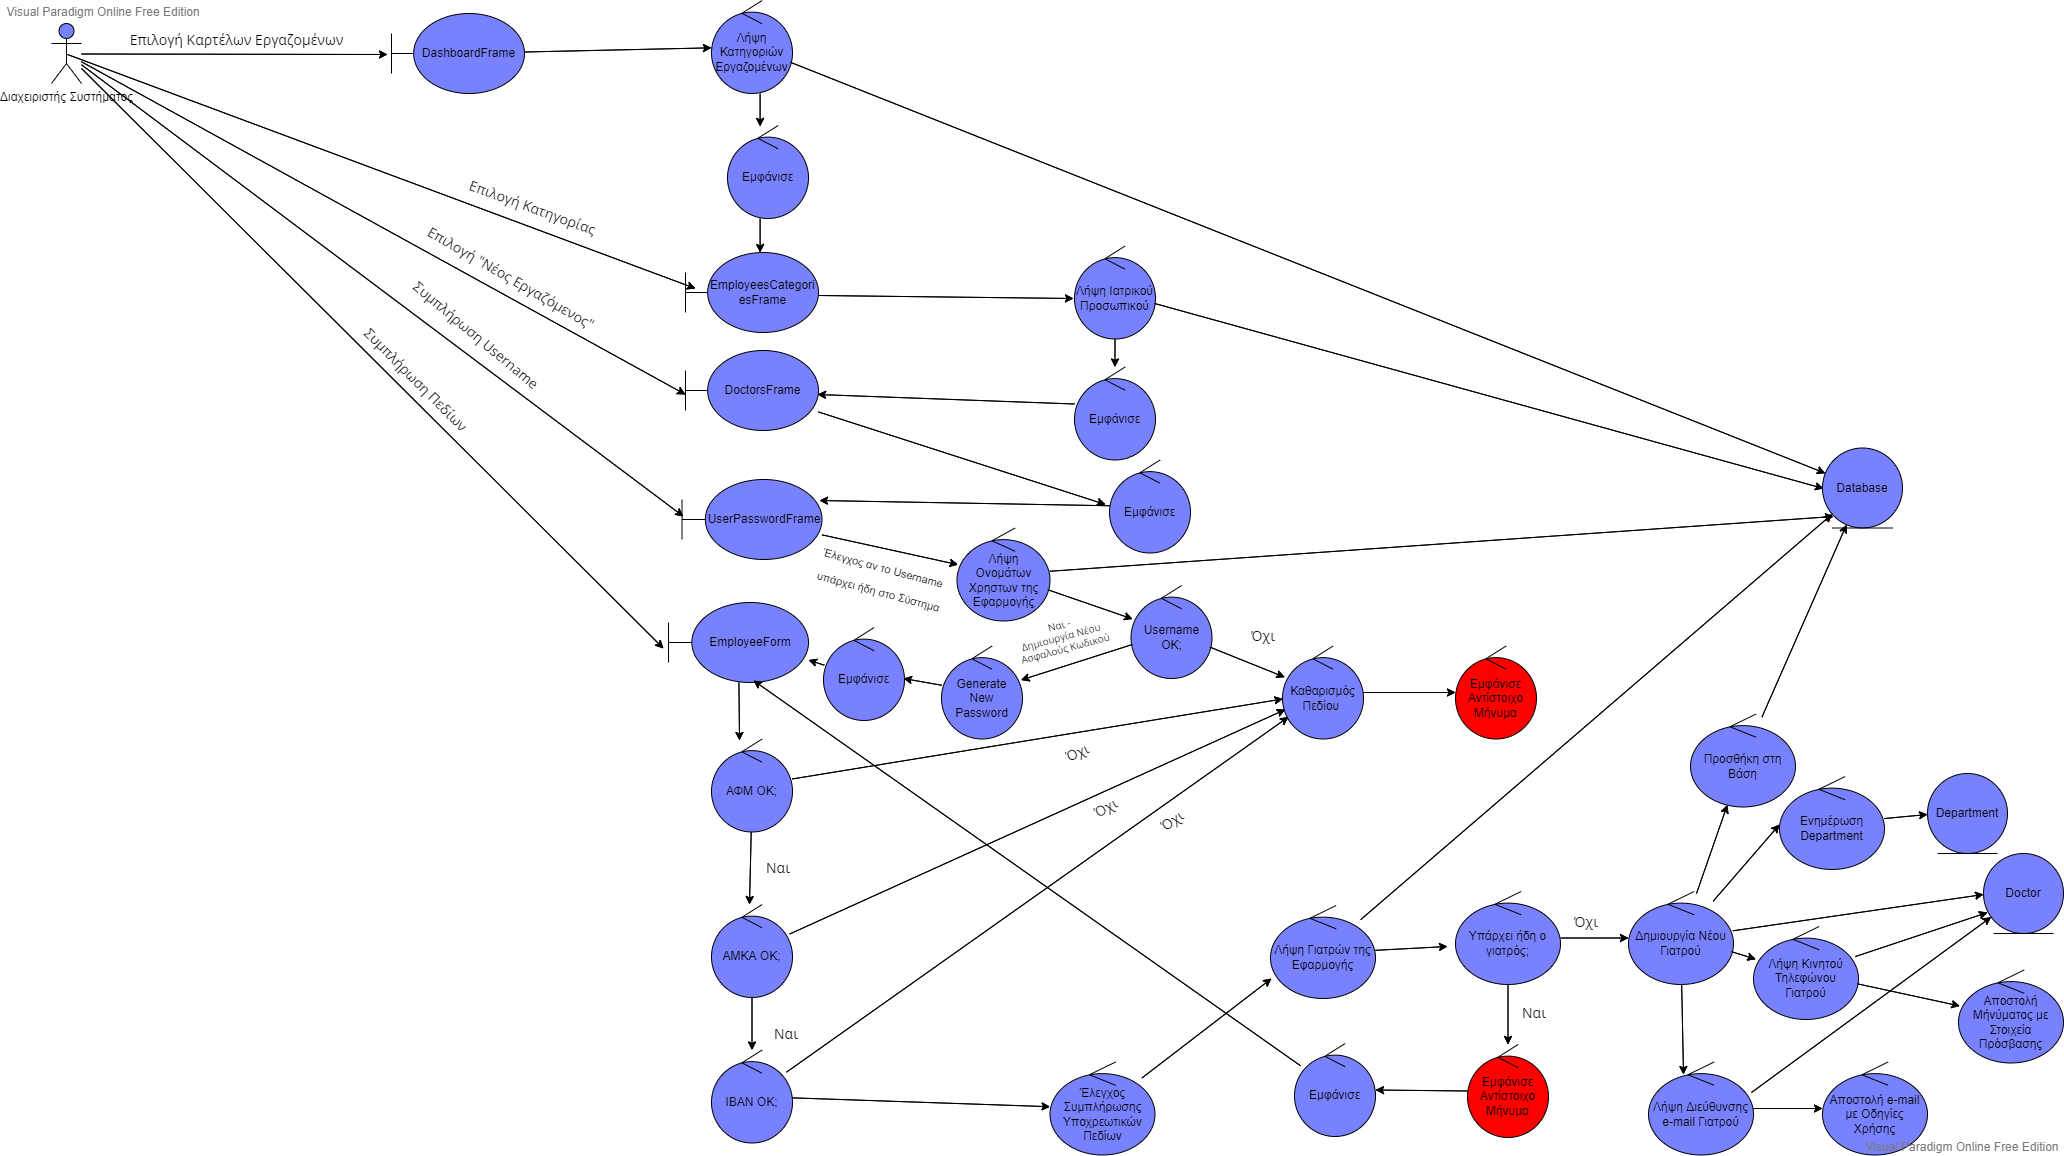 Visual Paradigm Online Free Edition
Επιλογή Καρτέλων Εργαζομένων
Διαχειριστής Συστήματος
DashboardFrame
Λήψη
Κατηγοριών
Εργαζομένων
Εμφάνισε
Επιλογή Κατηγορίας
Επιλογή "Νέος Εργαζόμενος"
Συμπλήρωση Username
Συμπλήρωση Πεδίων
EmployeesCategori
esFrame
Λήψη Ιατρικού
Προσωπικού
DoctorsFrame
Εμφάνισε
Εμφάνισε
Database
UserPasswordFrame
Έλεγχος αν το Username
υπάρχει ήδη στο Σύστημα
Λήψη
Ονομάτων
Χρηστων της
Εφαρμογής
Username
OK;
Ναι -
Δημιουργία Νέου
Ασφαλούς Κωδικού
Όχι
EmployeeForm
Εμφάνισε
Generate
New
Password
Καθαρισμός
Πεδίου
Εμφάνισε
Αντίστοιχο
Μήνυμα
Όχι
Όχι
Όχι
ΑΦΜ ΟΚ;
Ναι
ΑΜΚΑ ΟΚ;
Ναι
IBAN OK;
Έλεγχος
Συμπλήρωσης
Υποχρεωτικών
Πεδίων
Λήψη Γιατρών της
Εφαρμογής
Υπάρχει ήδη ο
γιατρός;
Όχι
Ναι
Εμφάνισε
Εμφάνισε
Αντίστοιχο
Μήνυμα
Δημιουργία Νέου
Γιατρού
Προσθήκη στη
Βάση
Ενημέρωση
Department
Department
Doctor
Λήψη Κινητού
Τηλεφώνου
Γιατρού
Αποστολή
Μήνύματος με
Στοιχεία
Πρόσβασης
Λήψη Διεύθυνσης
e-mail Γιατρού
Αποστολή e-mail
με Οδηγίες
Χρήσης
Visual Paradigm Online Free Edition